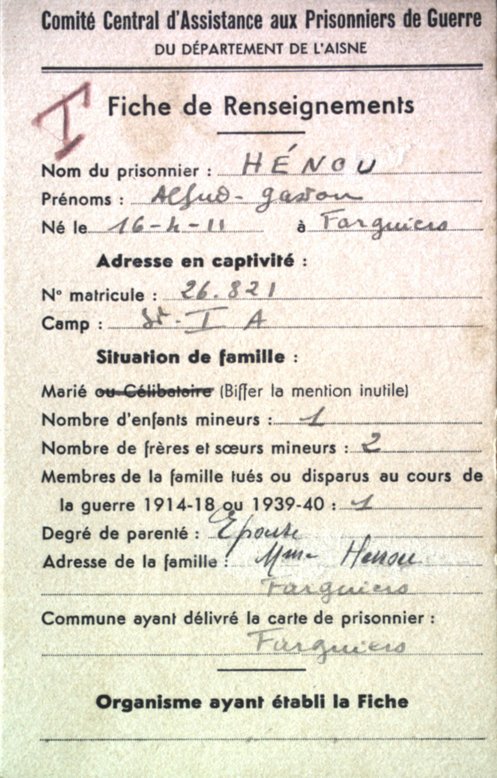 Comité Central d'Assistance aux Prisonniers de Guerre
DU DÉPARTEMENT DE L'AISNE
I
Fiche de Renseignements
Nom du prisonnier : HÉNOU
Prénoms : Alfred-Gaston
Né le 16-4-11 à Farguiers
Adresse en captivité :
N° matricule : 26.821
Camp : St-I A
Situation de famille :
Marié ou Célibataire (Biffer la mention inutile)
Nombre d'enfants mineurs : 1
Nombre de frères et sœurs mineurs : 2
Membres de la famille tués ou disparus au cours de
la guerre 1914-18 ou 1939-40 : 1
Degré de parenté : Epouse
Adresse de la famille : Mme Henou
Farguiers
Commune ayant délivré la carte de prisonnier :
Farguiers
Organisme ayant établi la Fiche